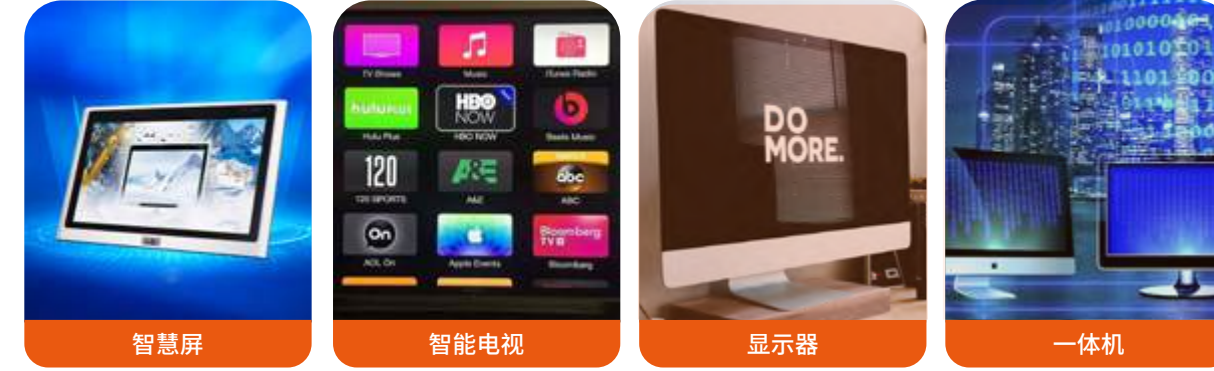 智慧屏
TV Shows
Music
iTunes Radio
huluPLUS
HBO
NOW
Hulu Plus
HBO NOW
Beats Music
120
A&E
abc
120 SPORTS
A&E
ABC
On
Bloomberg
TV
AOL On
Apple Events
Bloomberg
智能电视
DO
MORE.
显示器
一体机